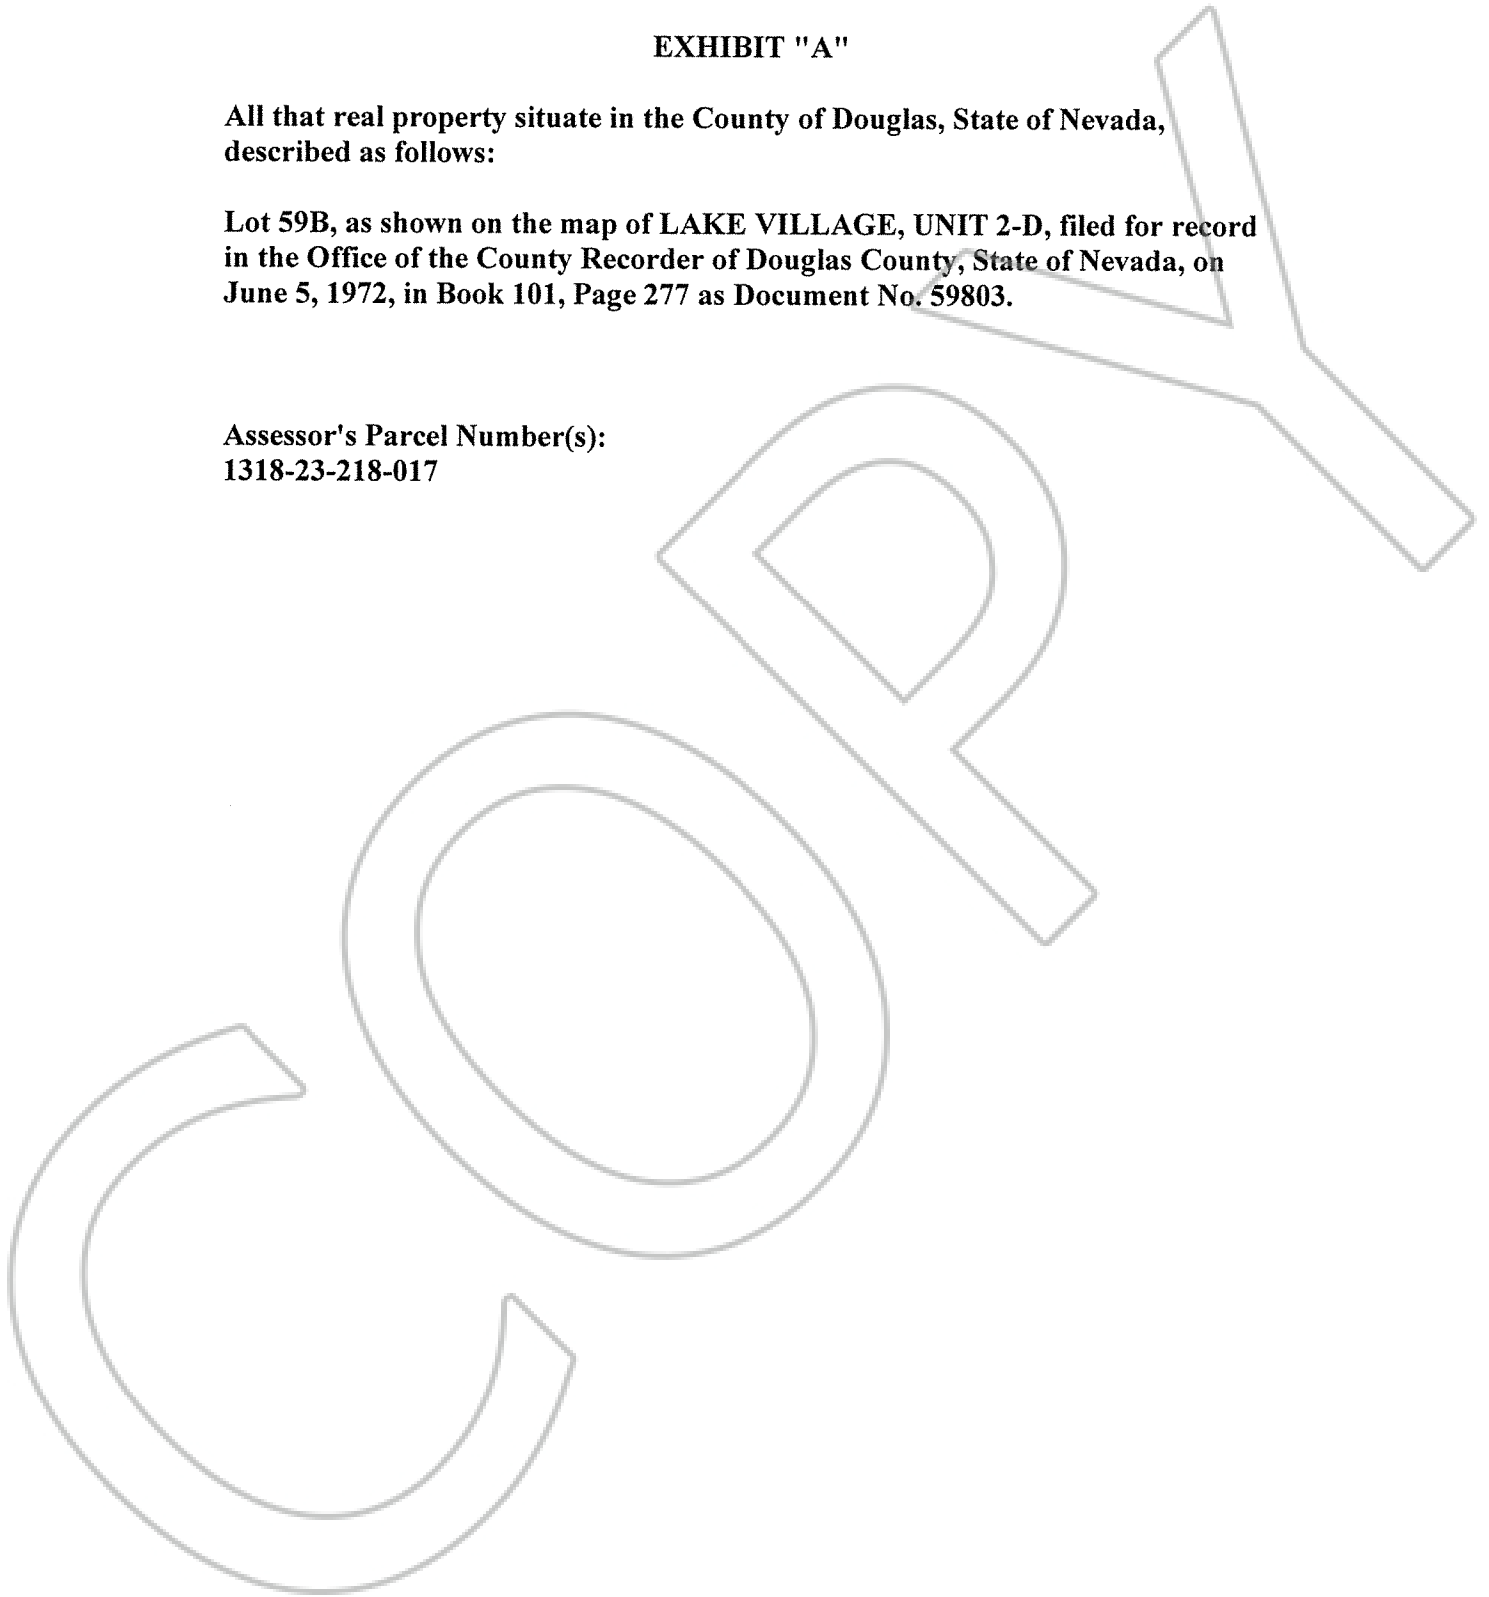 EXHIBIT "A"
All that real property situate in the County of Douglas, State of Nevada,
described as follows:
Lot 59B, as shown on the map of LAKE VILLAGE, UNIT 2-D, filed for record
in the Office of the County Recorder of Douglas County, State of Nevada, on
June 5, 1972, in Book 101, Page 277 as Document No. 59803.
Assessor's Parcel Number(s):
1318-23-218-017
COPY